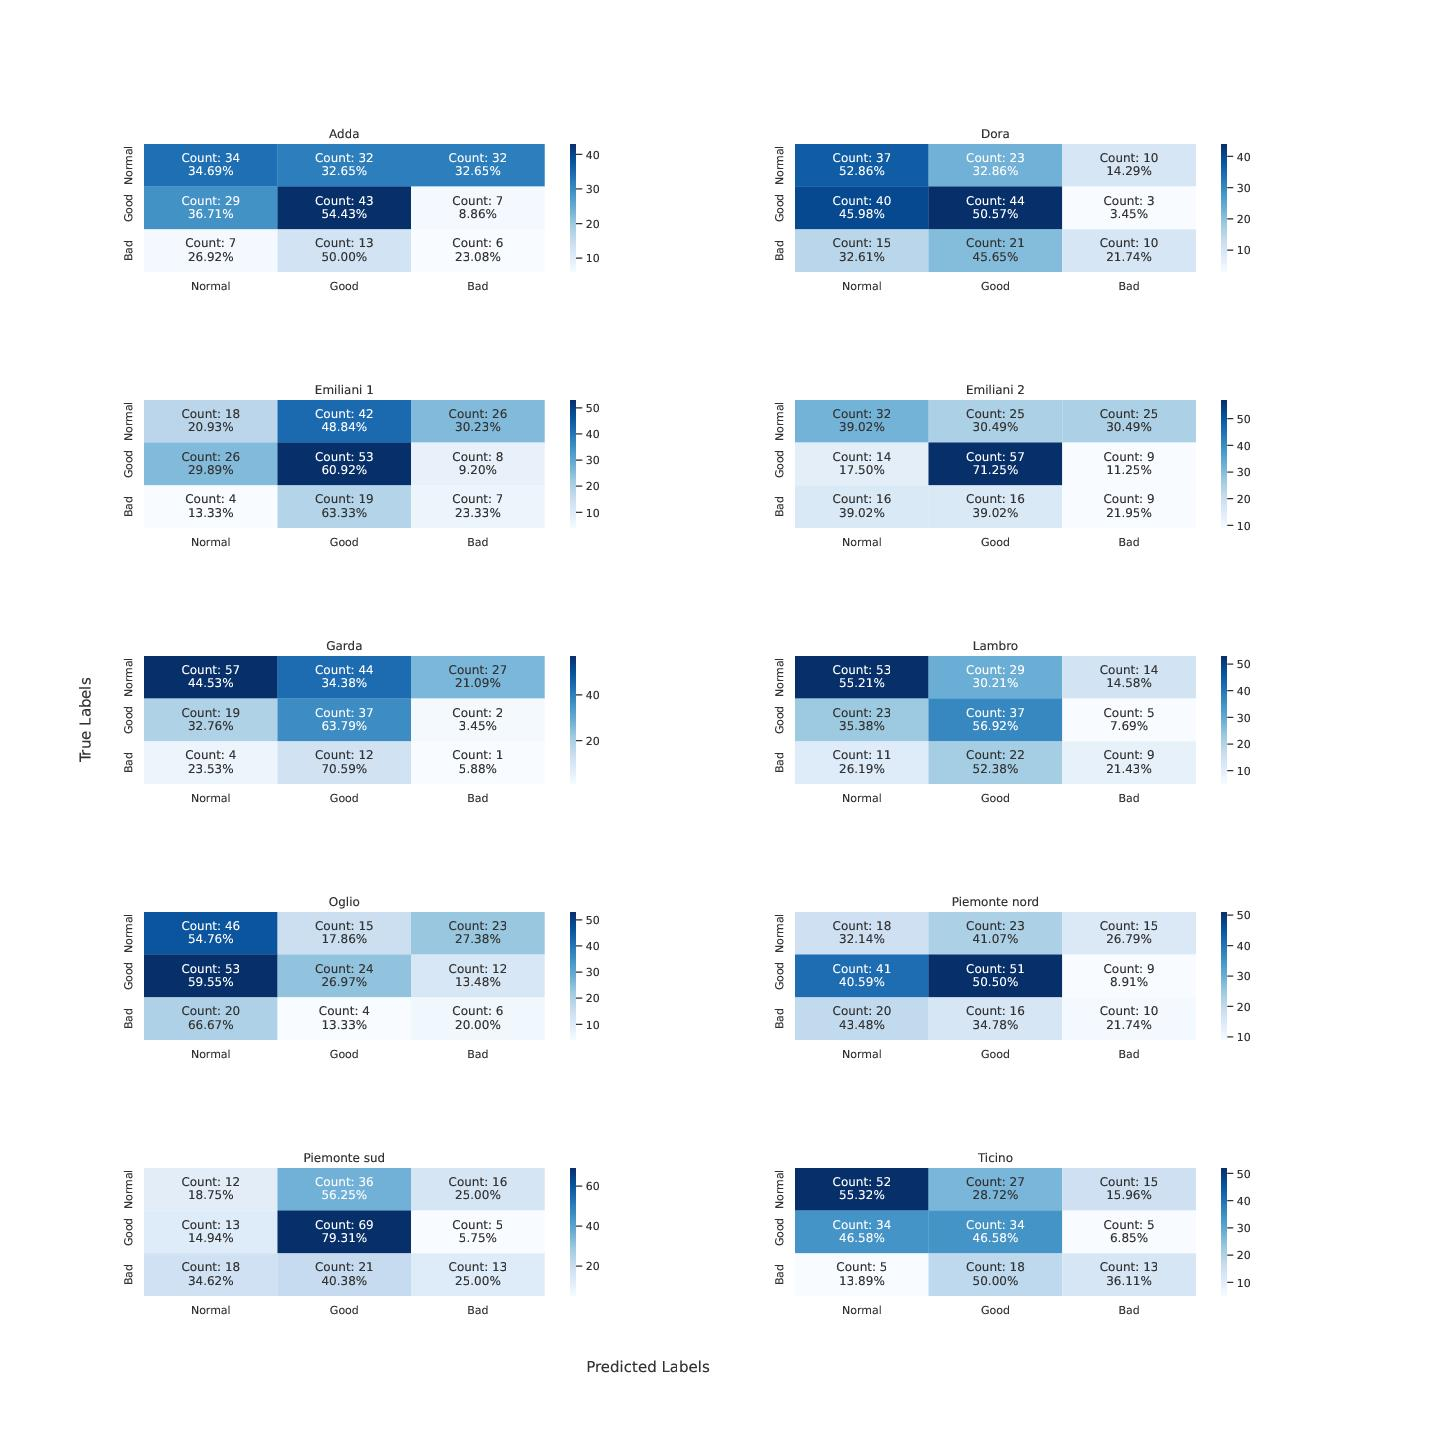 Adda
Normal Count: 34 Count: 32 Count: 32 40
34.69% 32.65% 32.65%
30
Good Count: 29 Count: 43 Count: 7
36.71% 54.43% 8.86%
20
Bad Count: 7 Count: 13 Count: 6
26.92% 50.00% 23.08% 10
Normal Good Bad
Dora
Normal Count: 37 Count: 23 Count: 10 40
52.86% 32.86% 14.29%
30
Good Count: 40 Count: 44 Count: 3
45.98% 50.57% 3.45%
20
Bad Count: 15 Count: 21 Count: 10
32.61% 45.65% 21.74% 10
Normal Good Bad
Emiliani 1
50
Normal Count: 18 Count: 42 Count: 26
20.93% 48.84% 30.23%
40
Good Count: 26 Count: 53 Count: 8 30
29.89% 60.92% 9.20%
20
Bad Count: 4 Count: 19 Count: 7
13.33% 63.33% 23.33% 10
Normal Good Bad
Emiliani 2
Normal Count: 32 Count: 25 Count: 25 50
39.02% 30.49% 30.49%
40
Good Count: 14 Count: 57 Count: 9
17.50% 71.25% 11.25% 30
20
Bad Count: 16 Count: 16 Count: 9
39.02% 39.02% 21.95%
10
Normal Good Bad
True Labels
Garda
Normal Count: 57 Count: 44 Count: 27
44.53% 34.38% 21.09%
40
Good Count: 19 Count: 37 Count: 2
32.76% 63.79% 3.45%
20
Bad Count: 4 Count: 12 Count: 1
23.53% 70.59% 5.88%
Normal Good Bad
Lambro
50
Normal Count: 53 Count: 29 Count: 14
55.21% 30.21% 14.58%
40
Good Count: 23 Count: 37 Count: 5 30
35.38% 56.92% 7.69%
20
Bad Count: 11 Count: 22 Count: 9
26.19% 52.38% 21.43% 10
Normal Good Bad
Oglio
50
Normal Count: 46 Count: 15 Count: 23
54.76% 17.86% 27.38%
40
Good Count: 53 Count: 24 Count: 12 30
59.55% 26.97% 13.48%
20
Bad Count: 20 Count: 4 Count: 6
66.67% 13.33% 20.00% 10
Normal Good Bad
Piemonte nord
50
Normal Count: 18 Count: 23 Count: 15
32.14% 41.07% 26.79%
40
Good Count: 41 Count: 51 Count: 9 30
40.59% 50.50% 8.91%
20
Bad Count: 20 Count: 16 Count: 10
43.48% 34.78% 21.74%
10
Normal Good Bad
Piemonte sud
Normal Count: 12 Count: 36 Count: 16 60
18.75% 56.25% 25.00%
Good Count: 13 Count: 69 Count: 5 40
14.94% 79.31% 5.75%
Bad Count: 18 Count: 21 Count: 13 20
34.62% 40.38% 25.00%
Normal Good Bad
Ticino
50
Normal Count: 52 Count: 27 Count: 15
55.32% 28.72% 15.96%
40
Good Count: 34 Count: 34 Count: 5 30
46.58% 46.58% 6.85%
20
Bad Count: 5 Count: 18 Count: 13
13.89% 50.00% 36.11% 10
Normal Good Bad
Predicted Labels